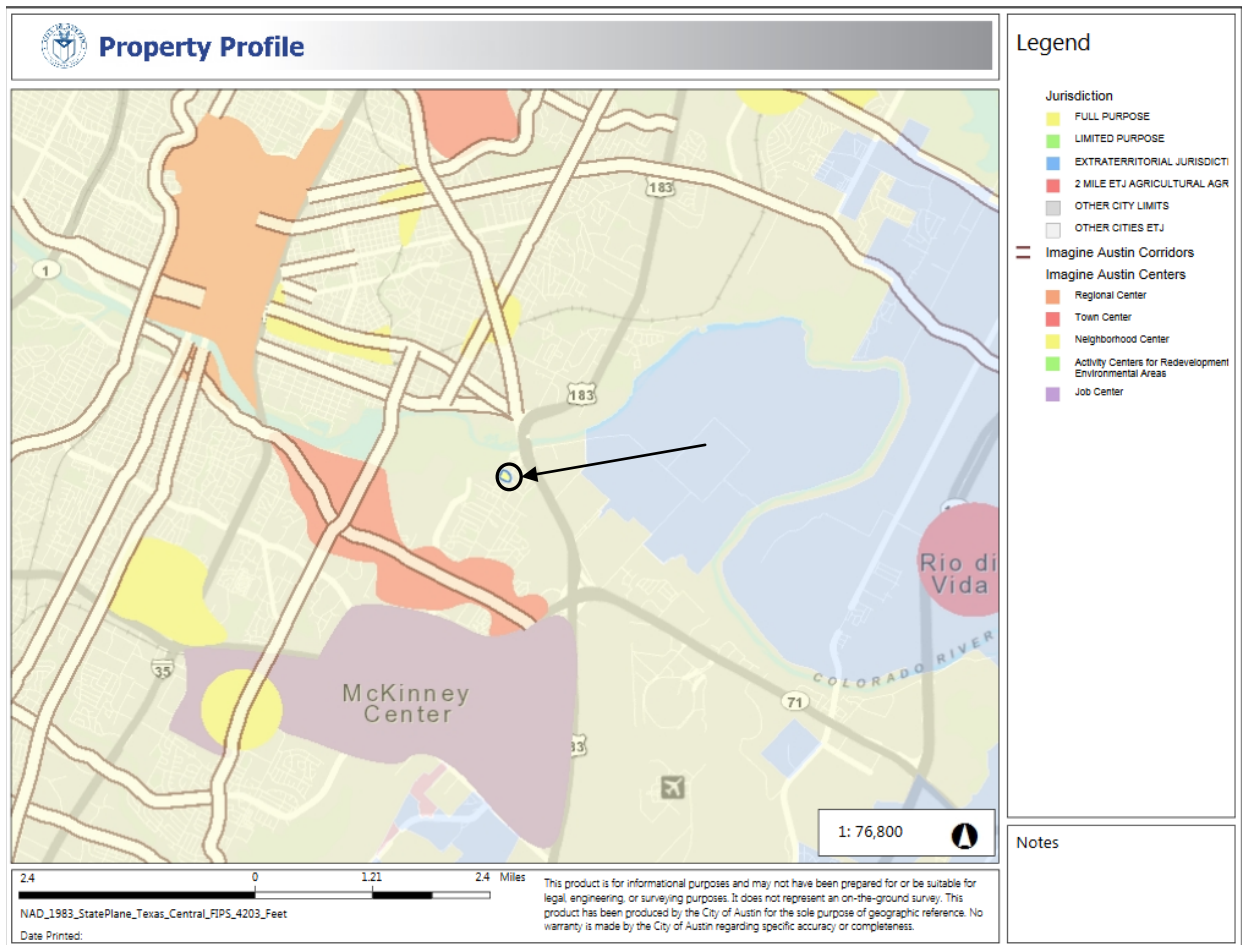 Property Profile
183
1
183
Rio di
Vida
COLORADO RIVER
35
McKinney
Center
71
1: 76,800
Legend
Jurisdiction
FULL PURPOSE
LIMITED PURPOSE
EXTRATERRITORIAL JURISDICTI
2 MILE ETJ AGRICULTURAL AGR
OTHER CITY LIMITS
OTHER CITIES ETJ
Imagine Austin Corridors
Imagine Austin Centers
Regional Center
Town Center
Neighborhood Center
Activity Centers for Redevelopment
Environmental Areas
Job Center
Notes
2.4 0 1.21 2.4 Miles
NAD_1983_StatePlane_Texas_Central_FIPS_4203_Feet
Date Printed:
This product is for informational purposes and may not have been prepared for or be suitable for
legal, engineering, or surveying purposes. It does not represent an on-the-ground survey. This
product has been produced by the City of Austin for the sole purpose of geographic reference. No
warranty is made by the City of Austin regarding specific accuracy or completeness.